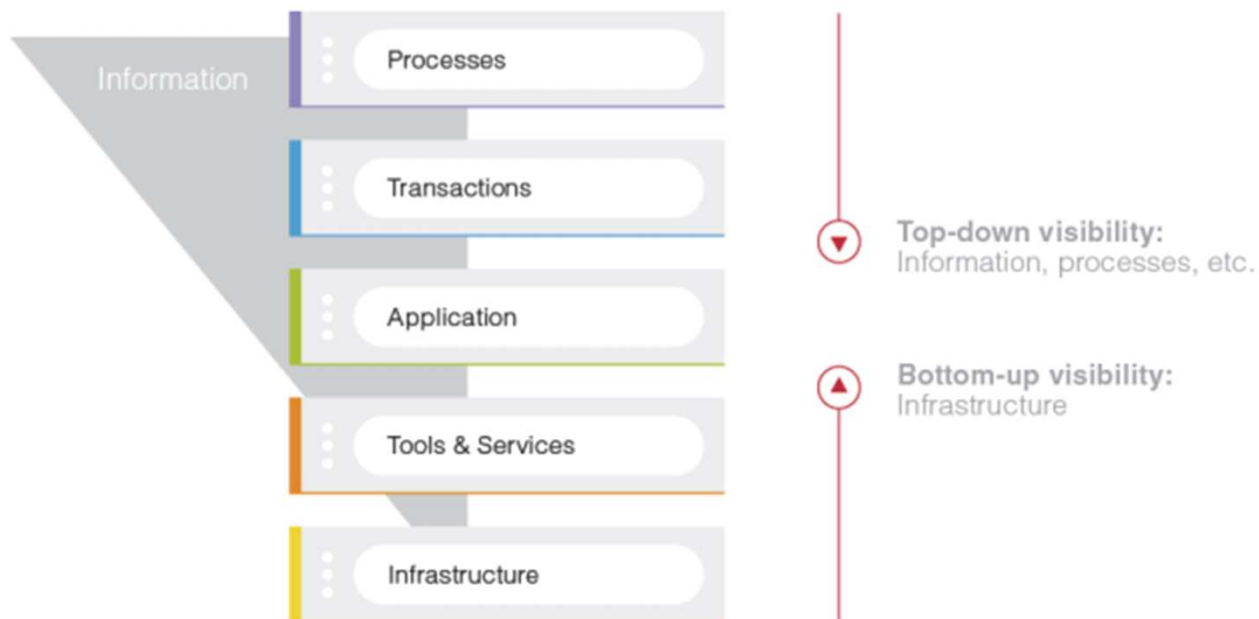 Information
Processes
Transactions
Application
Tools & Services
Infrastructure
Top-down visibility:
Information, processes, etc.
Bottom-up visibility:
Infrastructure